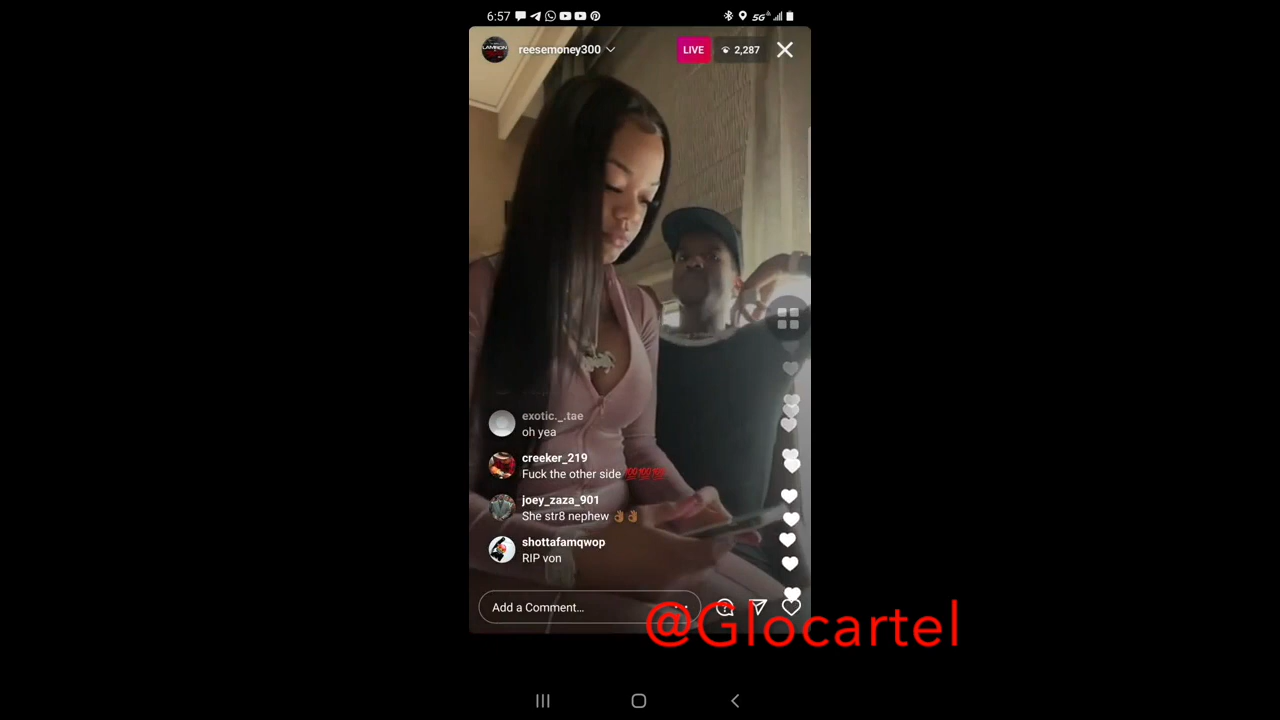 6:57
5G
reesemoney300
LIVE
2,287
exotic._.tae
oh yea
creeker_219
Fuck the other side 💯💯💯
joey_zaza_901
She str8 nephew 👌🏾👌🏾
shottafamqwop
RIP von
Add a Comment…
@Glocartel